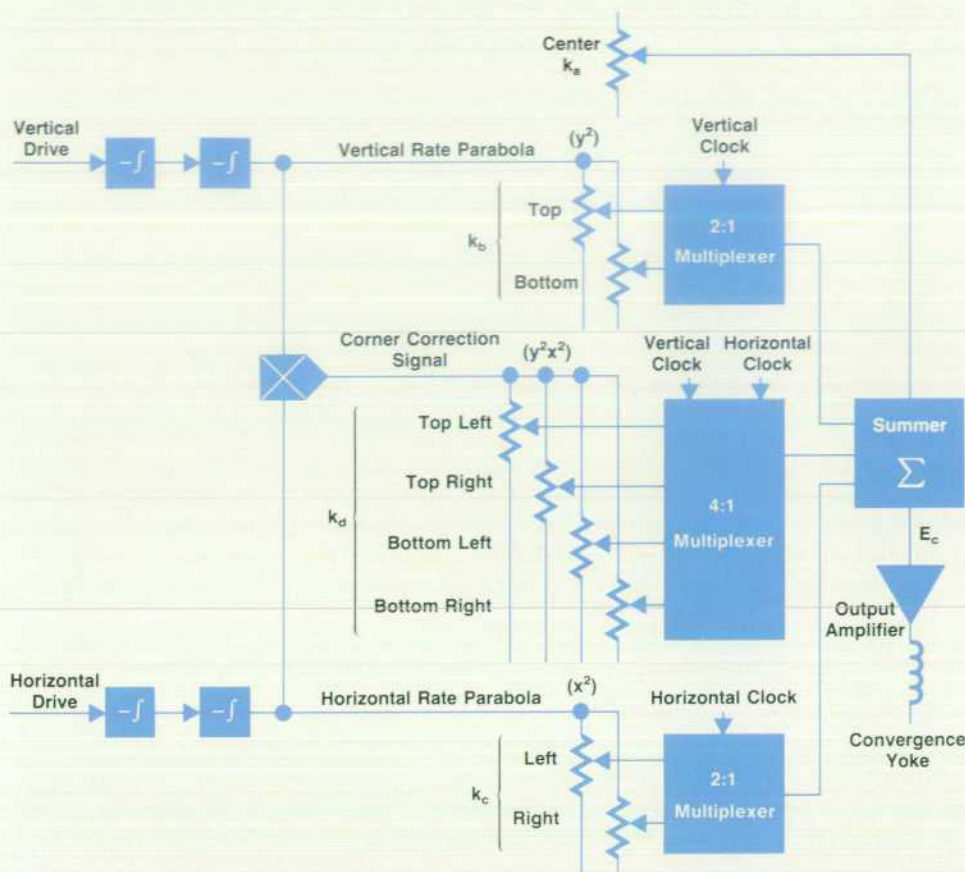 Center
kₐ
Vertical
Drive
−∫
−∫
Vertical Rate Parabola
(y²)
Vertical
Clock
Top
k_b
Bottom
2:1
Multiplexer
Corner Correction
Signal
(y²x²)
Vertical
Clock
Horizontal
Clock
Top Left
Top Right
k_d
Bottom Left
Bottom Right
4:1
Multiplexer
Summer
Σ
E_c
Output
Amplifier
Convergence
Yoke
Horizontal
Drive
−∫
−∫
Horizontal Rate Parabola
(x²)
Horizontal Clock
Left
k_c
Right
2:1
Multiplexer